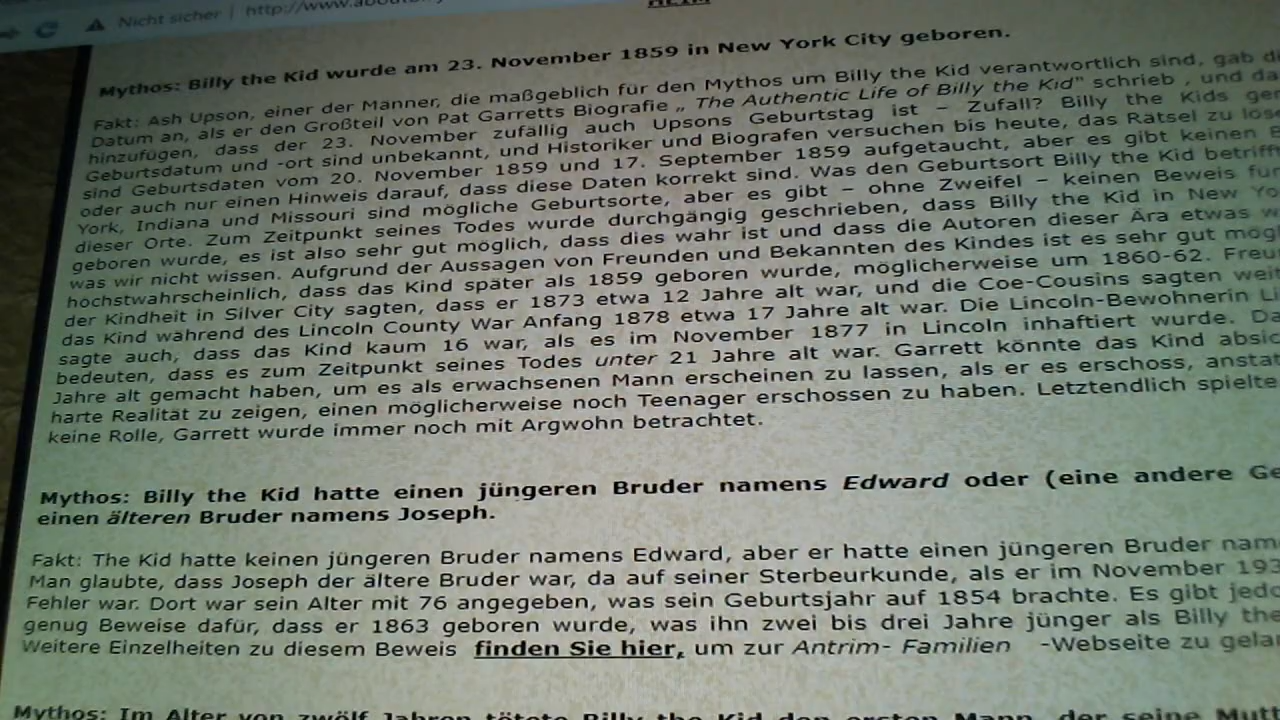 Nicht sicher | http://www.
Mythos: Billy the Kid wurde am 23. November 1859 in New York City geboren.
Fakt: Ash Upson, einer der Männer, die maßgeblich für den Mythos um Billy the Kid verantwortlich sind, gab
Datum an, als er den Großteil von Pat Garretts Biografie „ The Authentic Life of Billy the Kid" schrieb , und
hinzufügen, dass der 23. November zufällig auch Upsons Geburtstag ist – Zufall? Billy the Kids
Geburtsdatum und -ort sind unbekannt, und Historiker und Biografen versuchen bis heute, das Rätsel zu
sind Geburtsdaten vom 20. November 1859 und 17. September 1859 aufgetaucht, aber es gibt keinen
oder auch nur einen Hinweis darauf, dass diese Daten korrekt sind. Was den Geburtsort Billy the Kid betrifft
York, Indiana und Missouri sind mögliche Geburtsorte, aber es gibt – ohne Zweifel – keinen Beweis für
dieser Orte. Zum Zeitpunkt seines Todes wurde durchgängig geschrieben, dass Billy the Kid in New
geboren wurde, es ist also sehr gut möglich, dass dies wahr ist und dass die Autoren dieser Ära etwas
was wir nicht wissen. Aufgrund der Aussagen von Freunden und Bekannten des Kindes ist es sehr gut
höchstwahrscheinlich, dass das Kind später als 1859 geboren wurde, möglicherweise um 1860-62.
der Kindheit in Silver City sagten, dass er 1873 etwa 12 Jahre alt war, und die Coe-Cousins sagten
das Kind während des Lincoln County War Anfang 1878 etwa 17 Jahre alt war. Die Lincoln-Bewohnerin
sagte auch, dass das Kind kaum 16 war, als es im November 1877 in Lincoln inhaftiert wurde.
bedeuten, dass es zum Zeitpunkt seines Todes unter 21 Jahre alt war. Garrett könnte das Kind
Jahre alt gemacht haben, um es als erwachsenen Mann erscheinen zu lassen, als er es erschoss,
harte Realität zu zeigen, einen möglicherweise noch Teenager erschossen zu haben. Letztendlich spielte
keine Rolle, Garrett wurde immer noch mit Argwohn betrachtet.
Mythos: Billy the Kid hatte einen jüngeren Bruder namens Edward oder (eine andere
einen älteren Bruder namens Joseph.
Fakt: The Kid hatte keinen jüngeren Bruder namens Edward, aber er hatte einen jüngeren Bruder
Man glaubte, dass Joseph der ältere Bruder war, da auf seiner Sterbeurkunde, als er im November
Fehler war. Dort war sein Alter mit 76 angegeben, was sein Geburtsjahr auf 1854 brachte. Es gibt
genug Beweise dafür, dass er 1863 geboren wurde, was ihn zwei bis drei Jahre jünger als Billy the
Weitere Einzelheiten zu diesem Beweis finden Sie hier, um zur Antrim- Familien -Webseite zu
Mythos: Im Alter von zwölf Jahren tötete Billy the Kid den ersten Mann, der seine